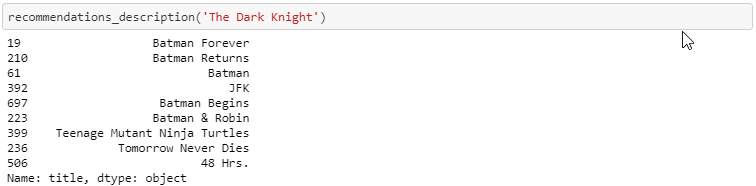 recommendations_description('The Dark Knight')
19 Batman Forever
210 Batman Returns
61 Batman
392 JFK
697 Batman Begins
223 Batman & Robin
399 Teenage Mutant Ninja Turtles
236 Tomorrow Never Dies
506 48 Hrs.
Name: title, dtype: object